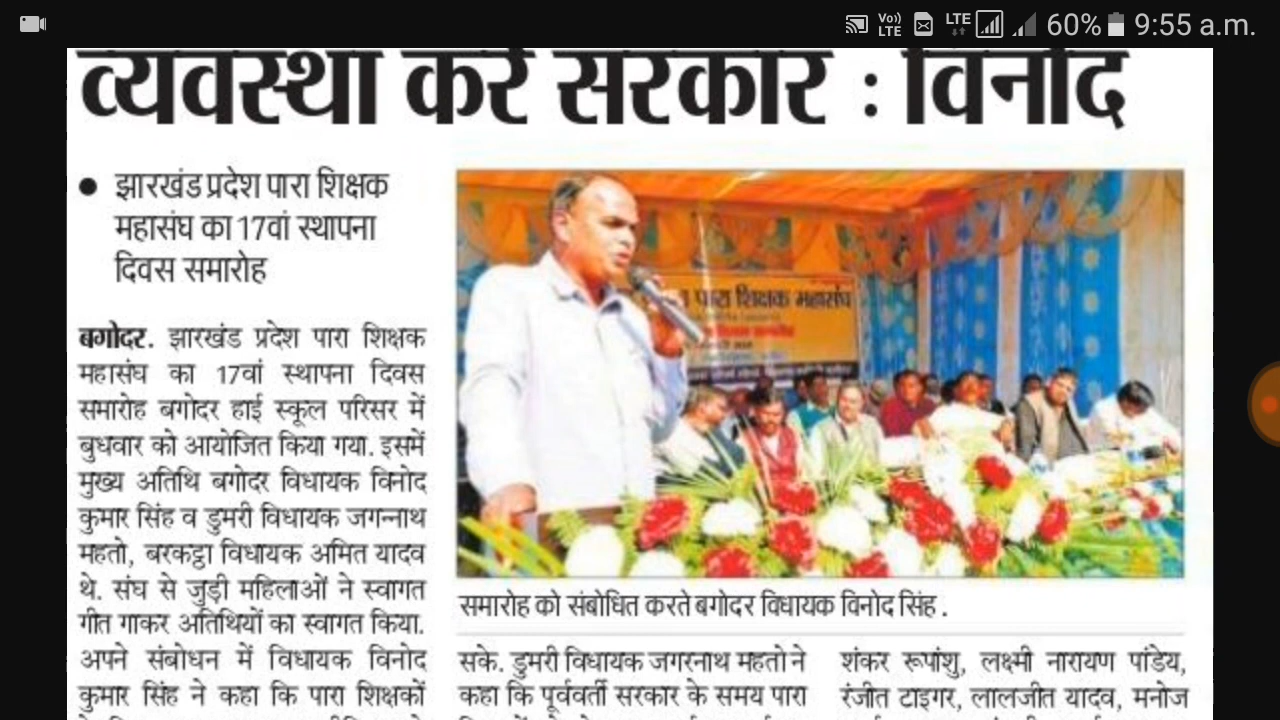 Vo)) LTE LTE 60% 9:55 a.m.
व्यवस्था करे सरकार : विनोद
● झारखंड प्रदेश पारा शिक्षक
महासंघ का 17वां स्थापना
दिवस समारोह
बगोदर. झारखंड प्रदेश पारा शिक्षक
महासंघ का 17वां स्थापना दिवस
समारोह बगोदर हाई स्कूल परिसर में
बुधवार को आयोजित किया गया. इसमें
मुख्य अतिथि बगोदर विधायक विनोद
कुमार सिंह व डुमरी विधायक जगन्नाथ
महतो, बरकट्ठा विधायक अमित यादव
थे. संघ से जुड़ी महिलाओं ने स्वागत
गीत गाकर अतिथियों का स्वागत किया.
अपने संबोधन में विधायक विनोद
कुमार सिंह ने कहा कि पारा शिक्षकों
पारा शिक्षक महासंघ
समारोह को संबोधित करते बगोदर विधायक विनोद सिंह .
सके. डुमरी विधायक जगरनाथ महतो ने
कहा कि पूर्ववर्ती सरकार के समय पारा
शंकर रूपांशु, लक्ष्मी नारायण पांडेय,
रंजीत टाइगर, लालजीत यादव, मनोज